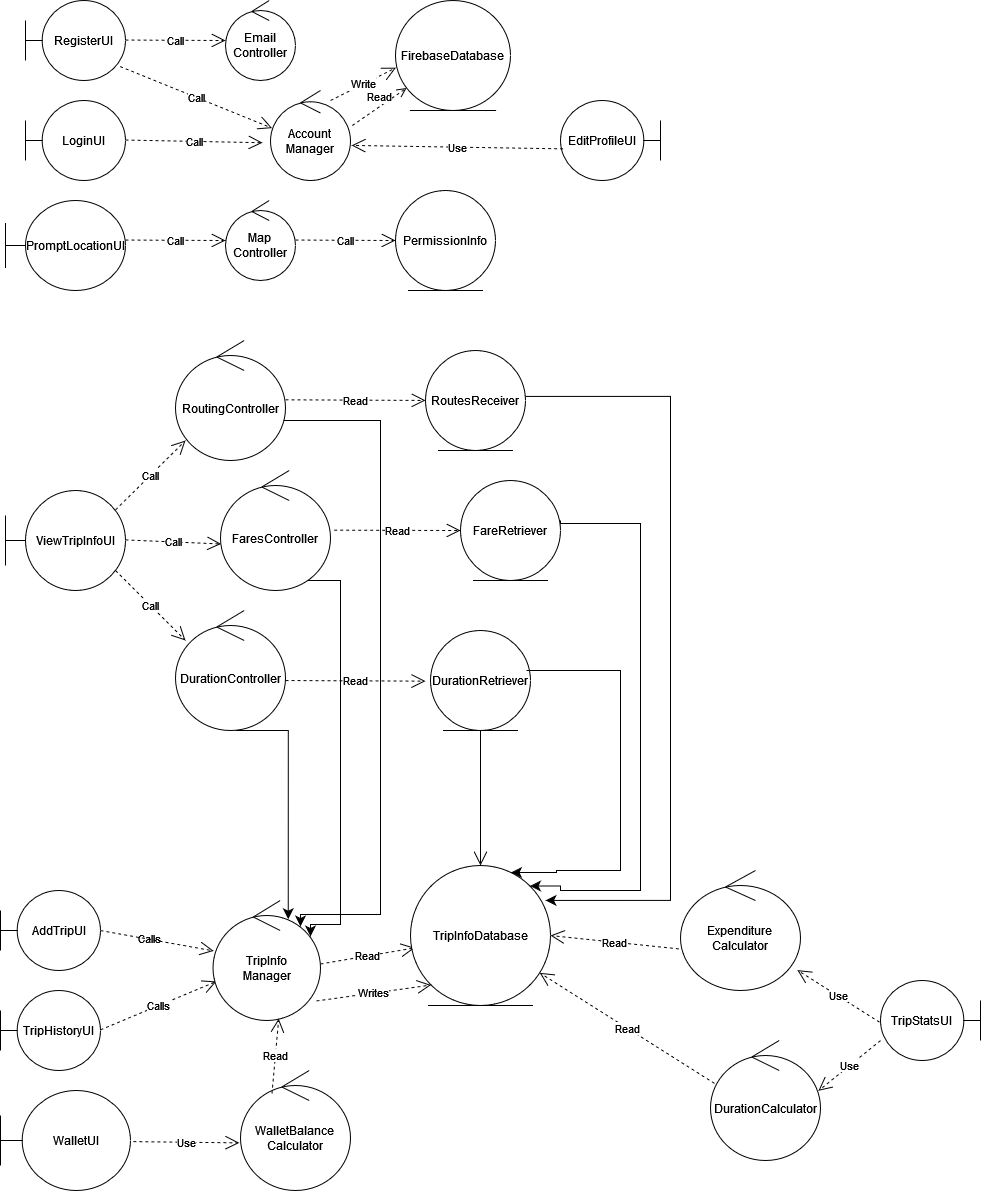 RegisterUI
Call
Email
Controller
FirebaseDatabase
Write
Read
Call
LoginUI
Call
Account
Manager
Use
EditProfileUI
PromptLocationUI
Call
Map
Controller
Call
PermissionInfo
RoutingController
Read
RoutesReceiver
Call
ViewTripInfoUI
Call
FaresController
Read
FareRetriever
Call
DurationController
Read
DurationRetriever
AddTripUI
Calls
TripInfo
Manager
Read
Writes
TripInfoDatabase
Read
Expenditure
Calculator
TripHistoryUI
Calls
Use
TripStatsUI
Read
Read
Use
WalletUI
Use
WalletBalance
Calculator
DurationCalculator